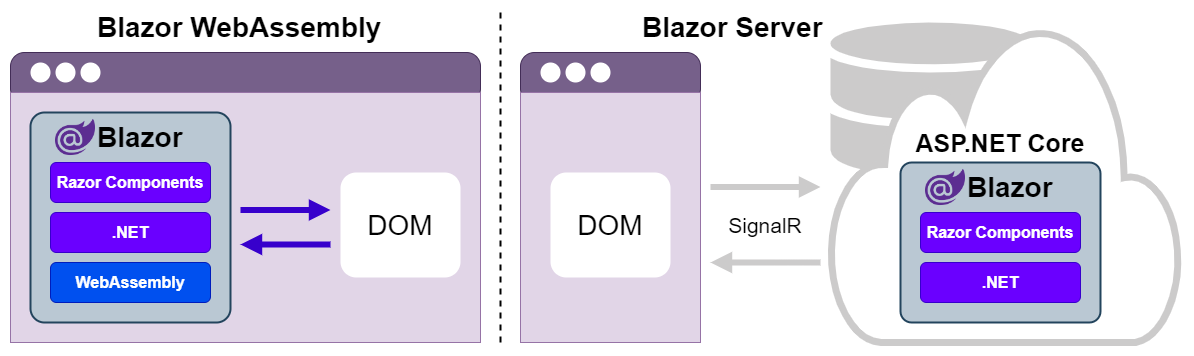 Blazor WebAssembly
Blazor
Razor Components
.NET
WebAssembly
DOM
Blazor Server
DOM
SignalR
ASP.NET Core
Blazor
Razor Components
.NET